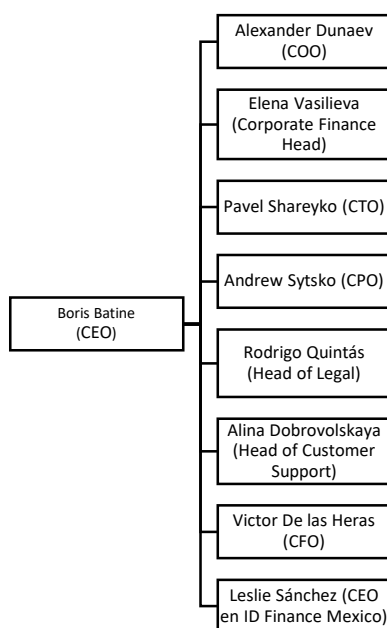 Alexander Dunaev
(COO)
Elena Vasilieva
(Corporate Finance
Head)
Pavel Shareyko (CTO)
Andrew Sytsko (CPO)
Boris Batine
(CEO)
Rodrigo Quintás
(Head of Legal)
Alina Dobrovolskaya
(Head of Customer
Support)
Victor De las Heras
(CFO)
Leslie Sánchez (CEO
en ID Finance Mexico)